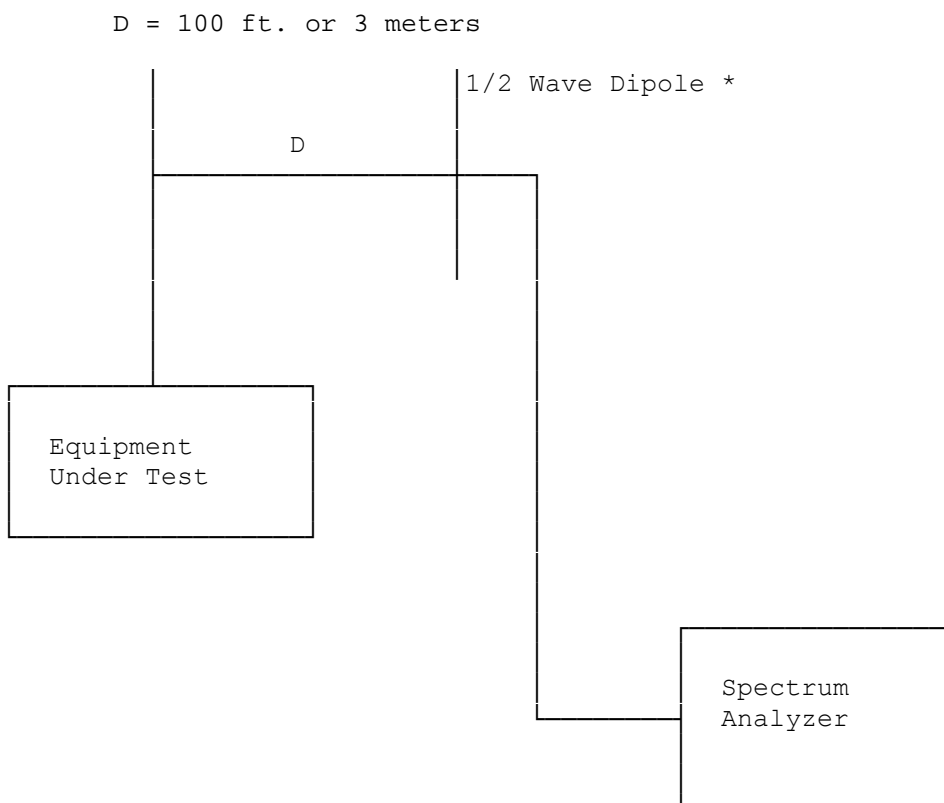 D = 100 ft. or 3 meters
1/2 Wave Dipole *
D
Equipment
Under Test
Spectrum
Analyzer